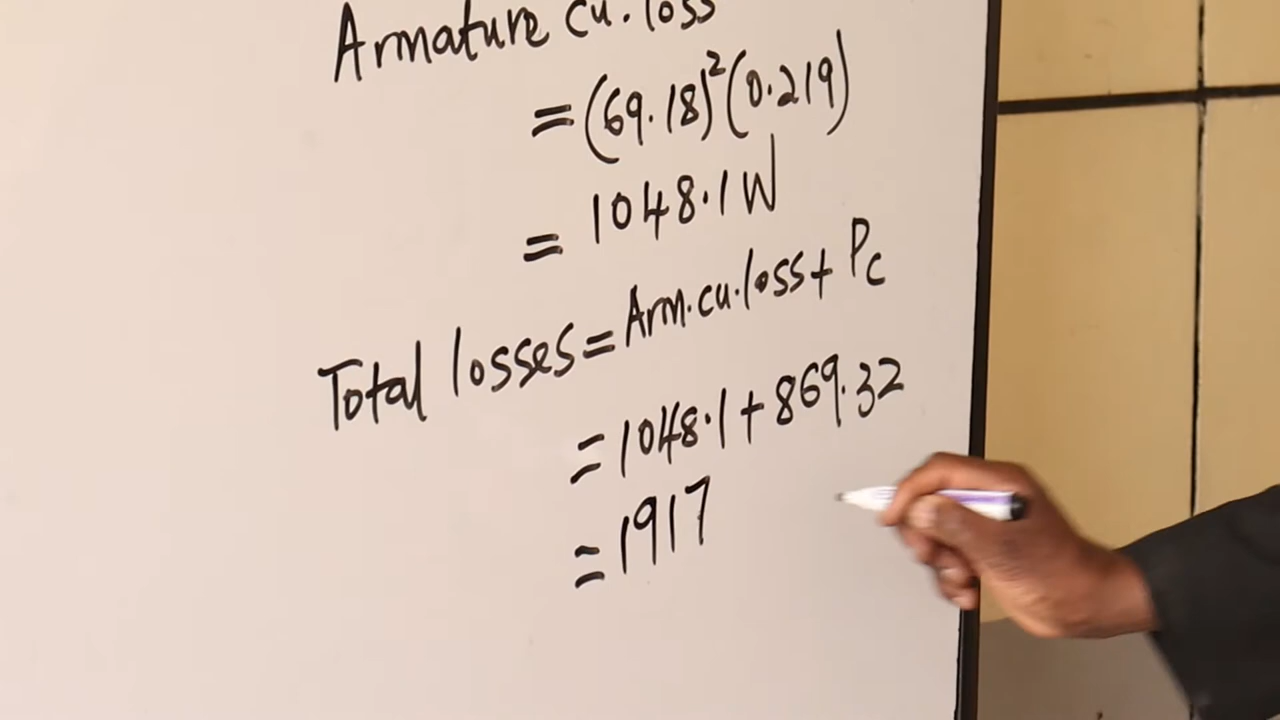 Armature cu. loss
= (69.18)²(0.219)
= 1048.1 W
Total losses = Arm.cu.loss + Pc
= 1048.1 + 869.32
= 1917